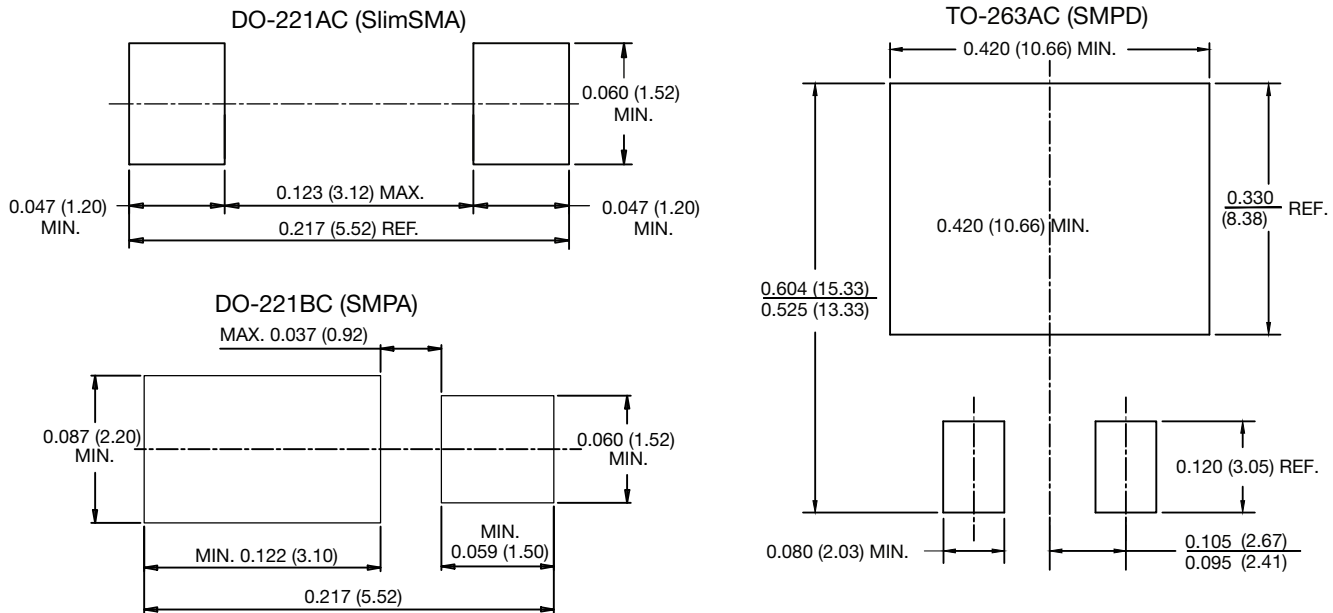 DO-221AC (SlimSMA)
0.060 (1.52)
MIN.
0.123 (3.12) MAX.
0.047 (1.20)
MIN.
0.047 (1.20)
MIN.
0.217 (5.52) REF.
DO-221BC (SMPA)
MAX. 0.037 (0.92)
0.087 (2.20)
MIN.
0.060 (1.52)
MIN.
MIN. 0.122 (3.10)
MIN.
0.059 (1.50)
0.217 (5.52)
TO-263AC (SMPD)
0.420 (10.66) MIN.
0.330
(8.38) REF.
0.420 (10.66) MIN.
0.604 (15.33)
0.525 (13.33)
0.120 (3.05) REF.
0.080 (2.03) MIN.
0.105 (2.67)
0.095 (2.41)